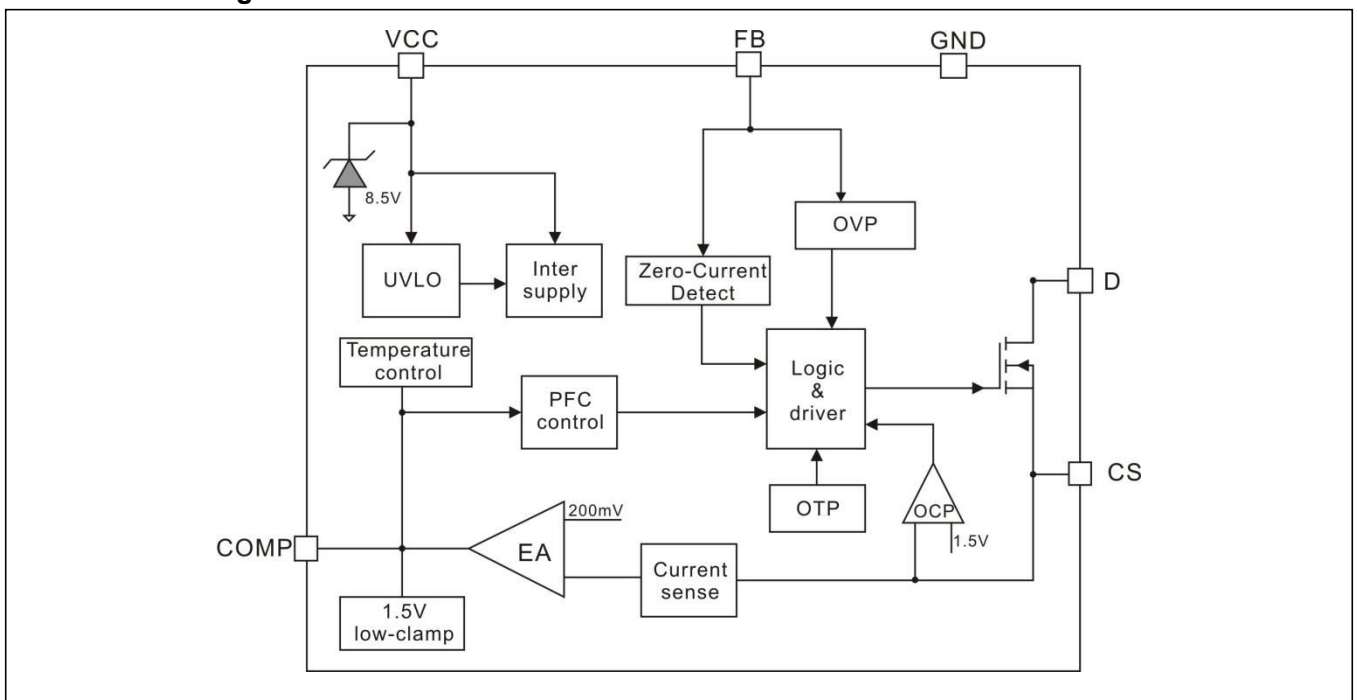 VCC
FB
GND
8.5V
OVP
UVLO
Inter
supply
Zero-Current
Detect
D
Temperature
control
PFC
control
Logic
&
driver
CS
OTP
OCP
1.5V
200mV
COMP
EA
Current
sense
1.5V
low-clamp